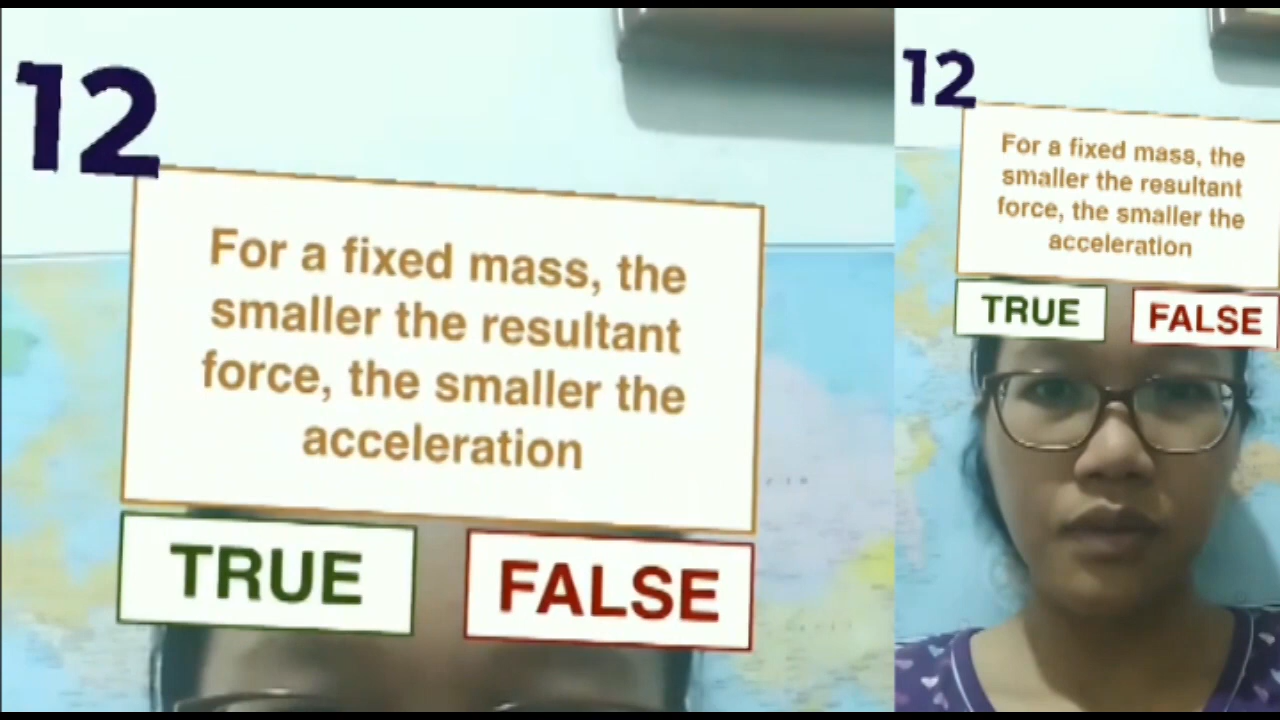 12
For a fixed mass, the
smaller the resultant
force, the smaller the
acceleration
TRUE
FALSE
12
For a fixed mass, the
smaller the resultant
force, the smaller the
acceleration
TRUE
FALSE